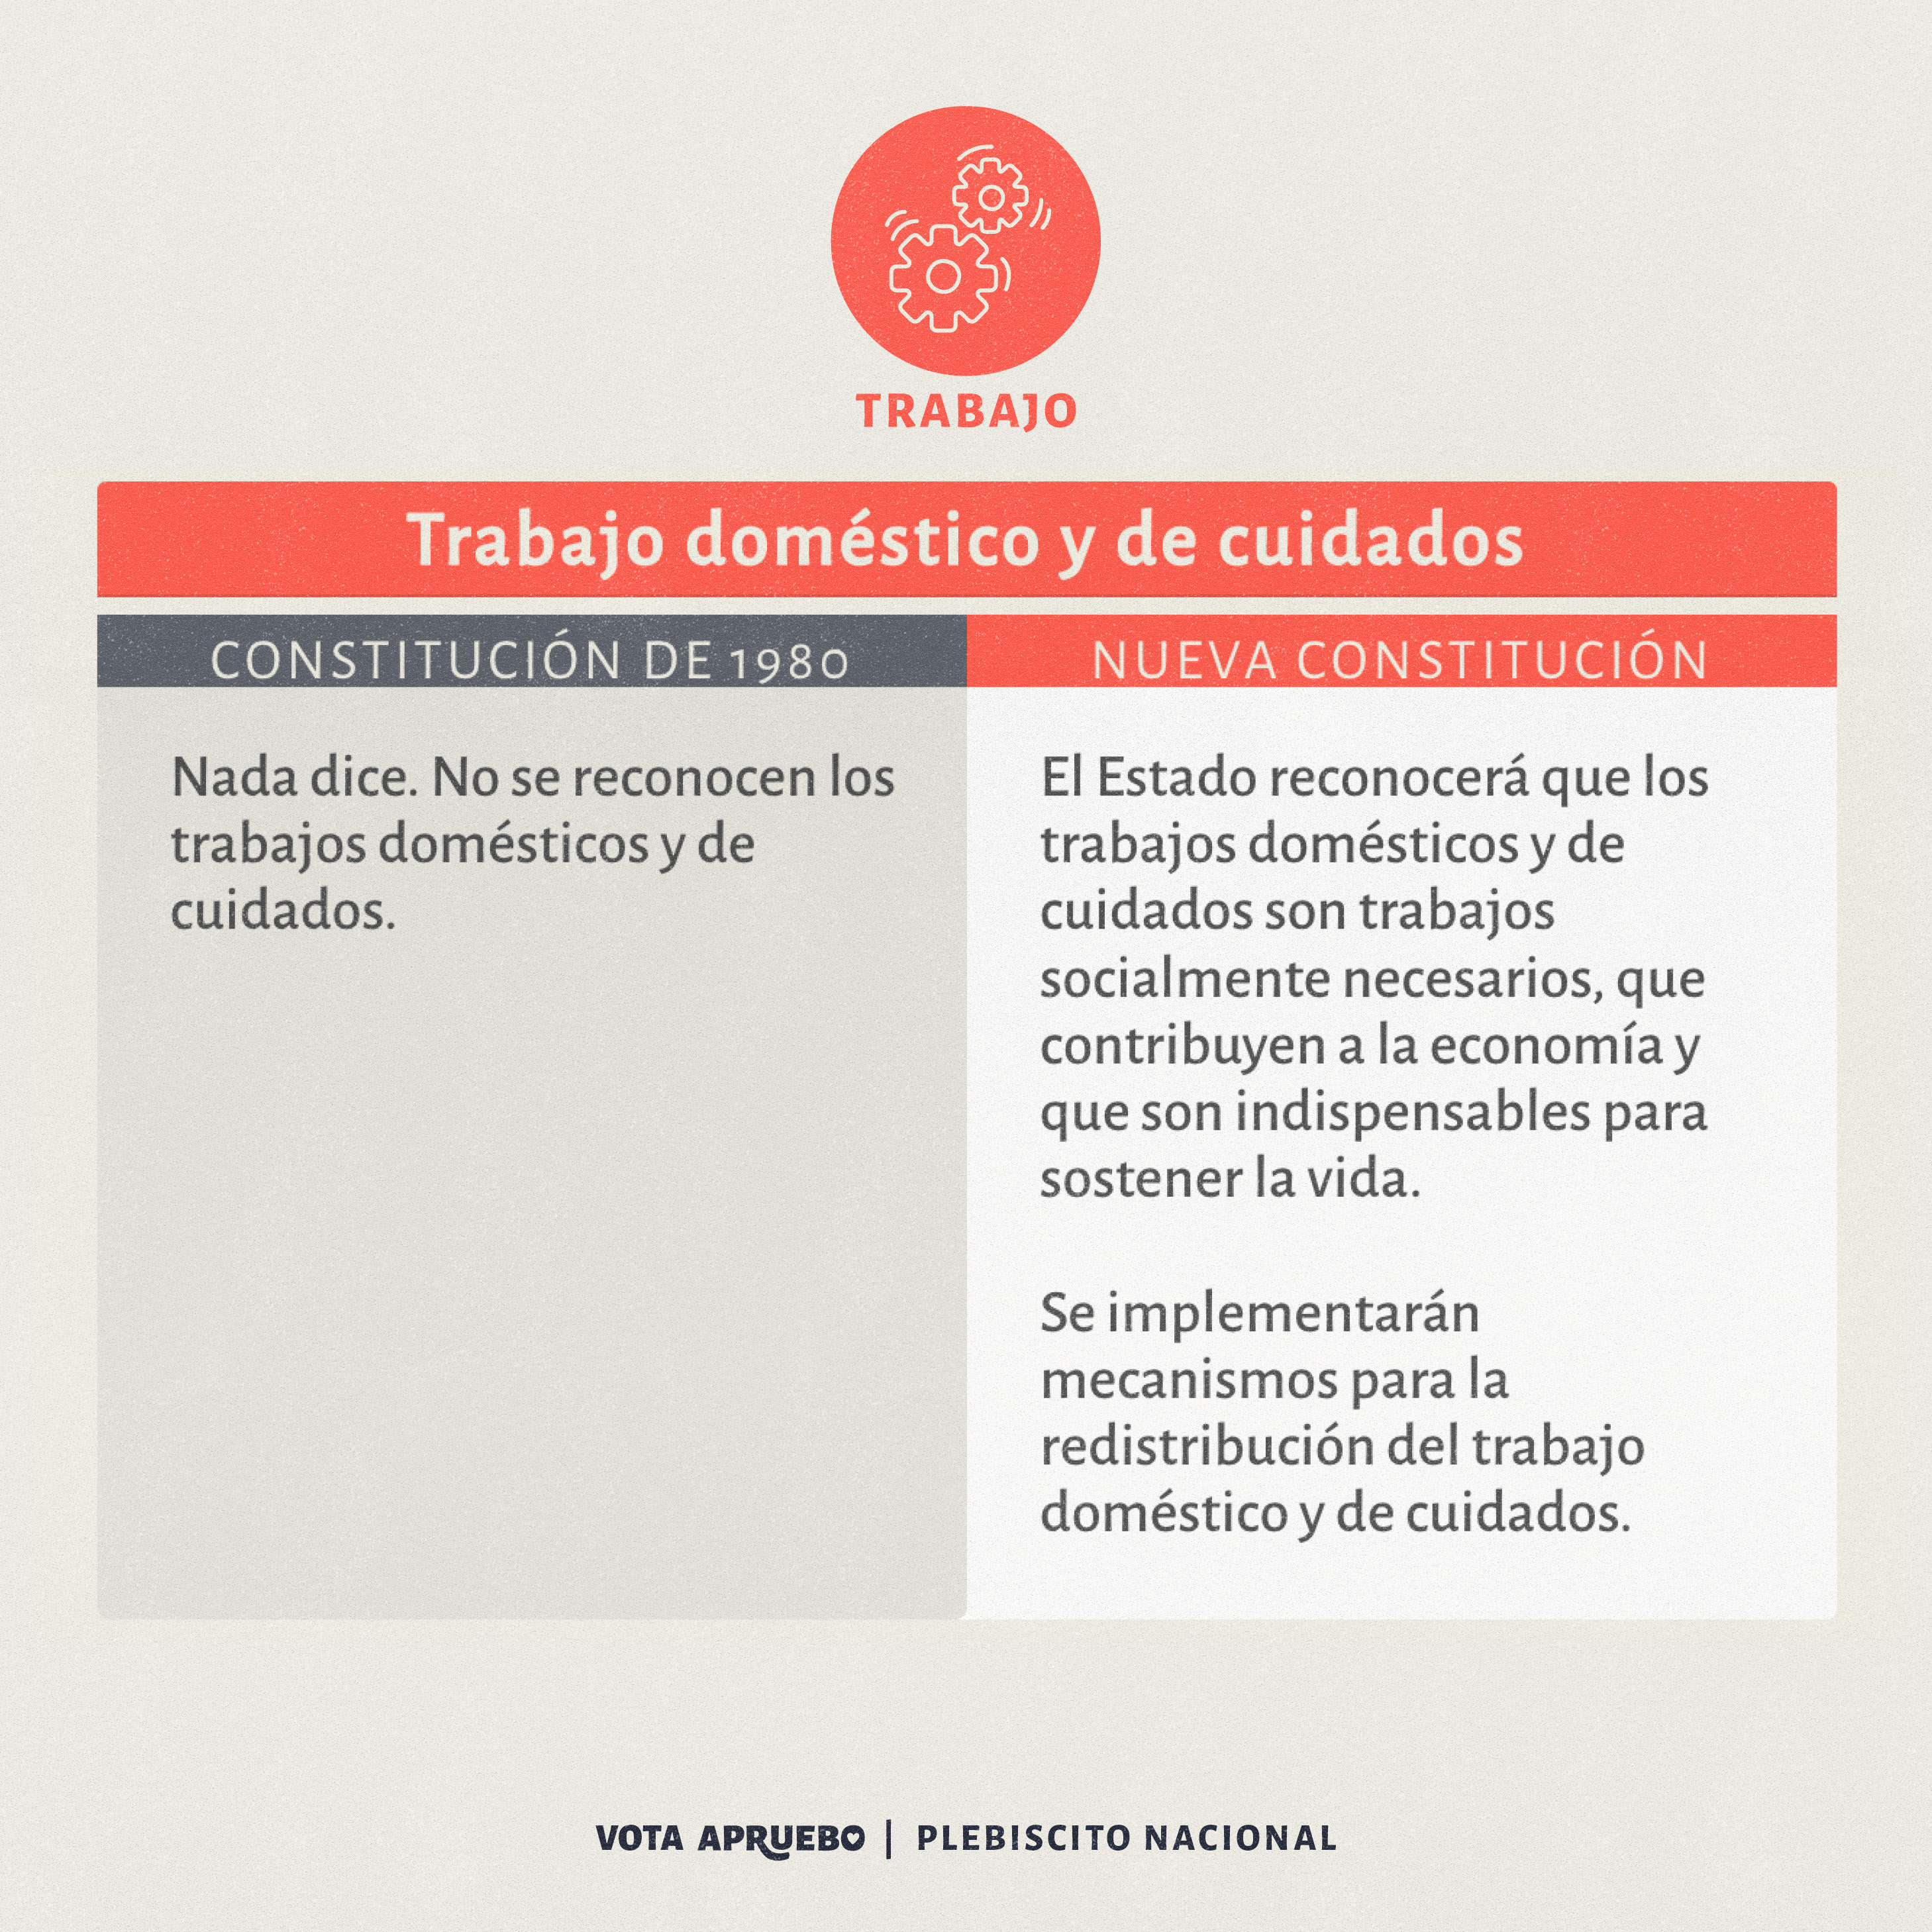 TRABAJO
Trabajo doméstico y de cuidados
CONSTITUCIÓN DE 1980
Nada dice. No se reconocen los
trabajos domésticos y de
cuidados.
NUEVA CONSTITUCIÓN
El Estado reconocerá que los
trabajos domésticos y de
cuidados son trabajos
socialmente necesarios, que
contribuyen a la economía y
que son indispensables para
sostener la vida.
Se implementarán
mecanismos para la
redistribución del trabajo
doméstico y de cuidados.
VOTA APRUEBO | PLEBISCITO NACIONAL